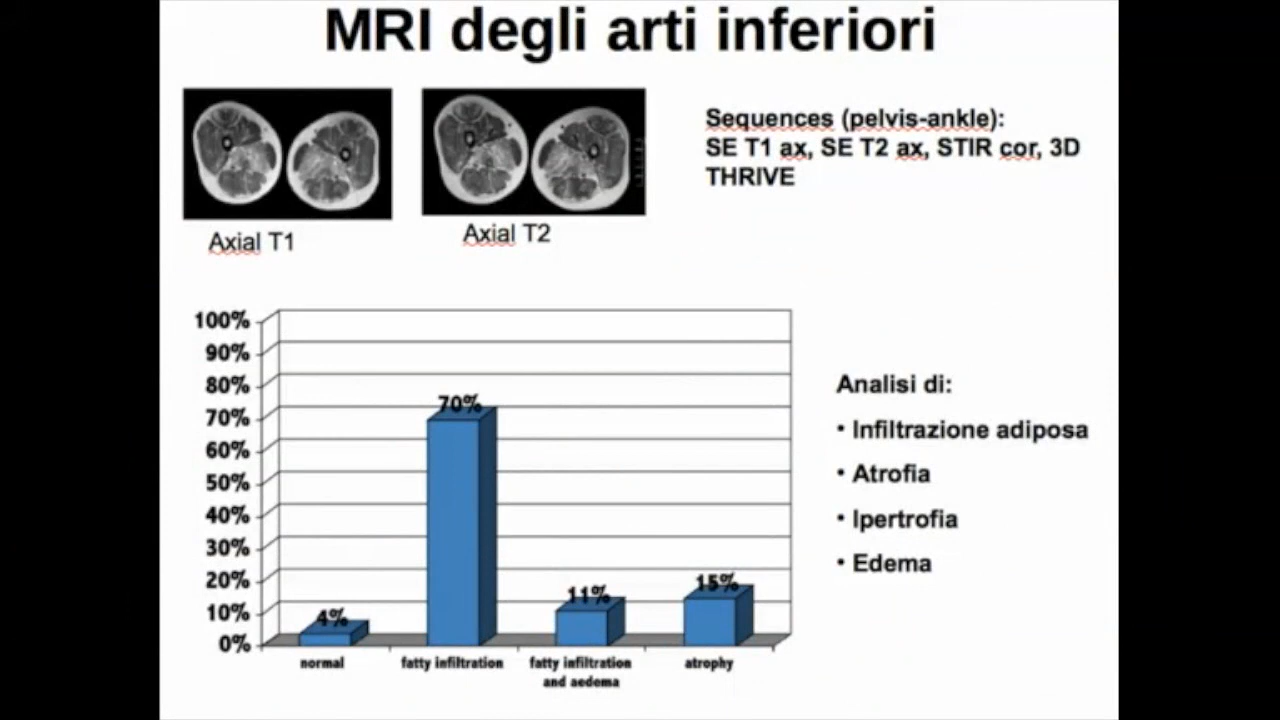 MRI degli arti inferiori
Sequences (pelvis-ankle):
SE T1 ax, SE T2 ax, STIR cor, 3D
THRIVE
Axial T1
Axial T2
100%
90%
80%
70%
60%
50%
40%
30%
20%
10%
0%
4%
70%
11%
15%
normal
fatty infiltration
fatty infiltration
and aedema
atrophy
Analisi di:
• Infiltrazione adiposa
• Atrofia
• Ipertrofia
• Edema